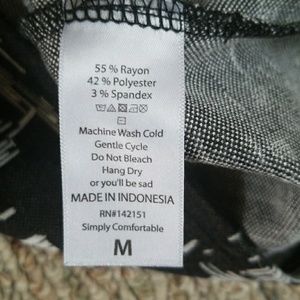 55 % Rayon
42 % Polyester
3 % Spandex
Machine Wash Cold
Gentle Cycle
Do Not Bleach
Hang Dry
or you'll be sad
MADE IN INDONESIA
RN#142151
Simply Comfortable
M